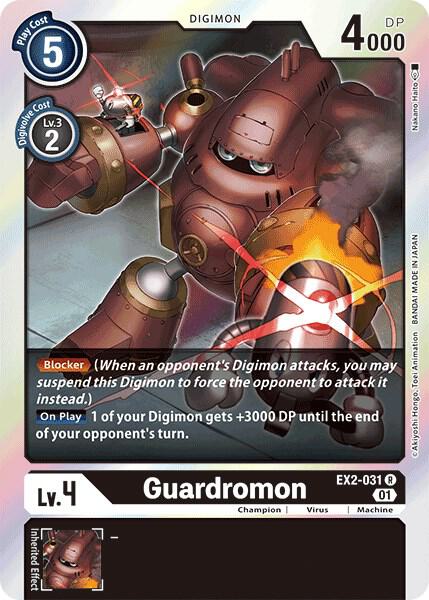 DIGIMON
Play Cost
5
DP
4000
Digivolve Cost
Lv.3
2
Nakano Haito
©Akiyoshi Hongo, Toei Animation BANDAI MADE IN JAPAN
Blocker (When an opponent's Digimon attacks, you may
suspend this Digimon to force the opponent to attack it
instead.)
On Play 1 of your Digimon gets +3000 DP until the end
of your opponent's turn.
Lv.4 Guardromon EX2-031 R
01
Champion | Virus | Machine
Inherited Effect
–